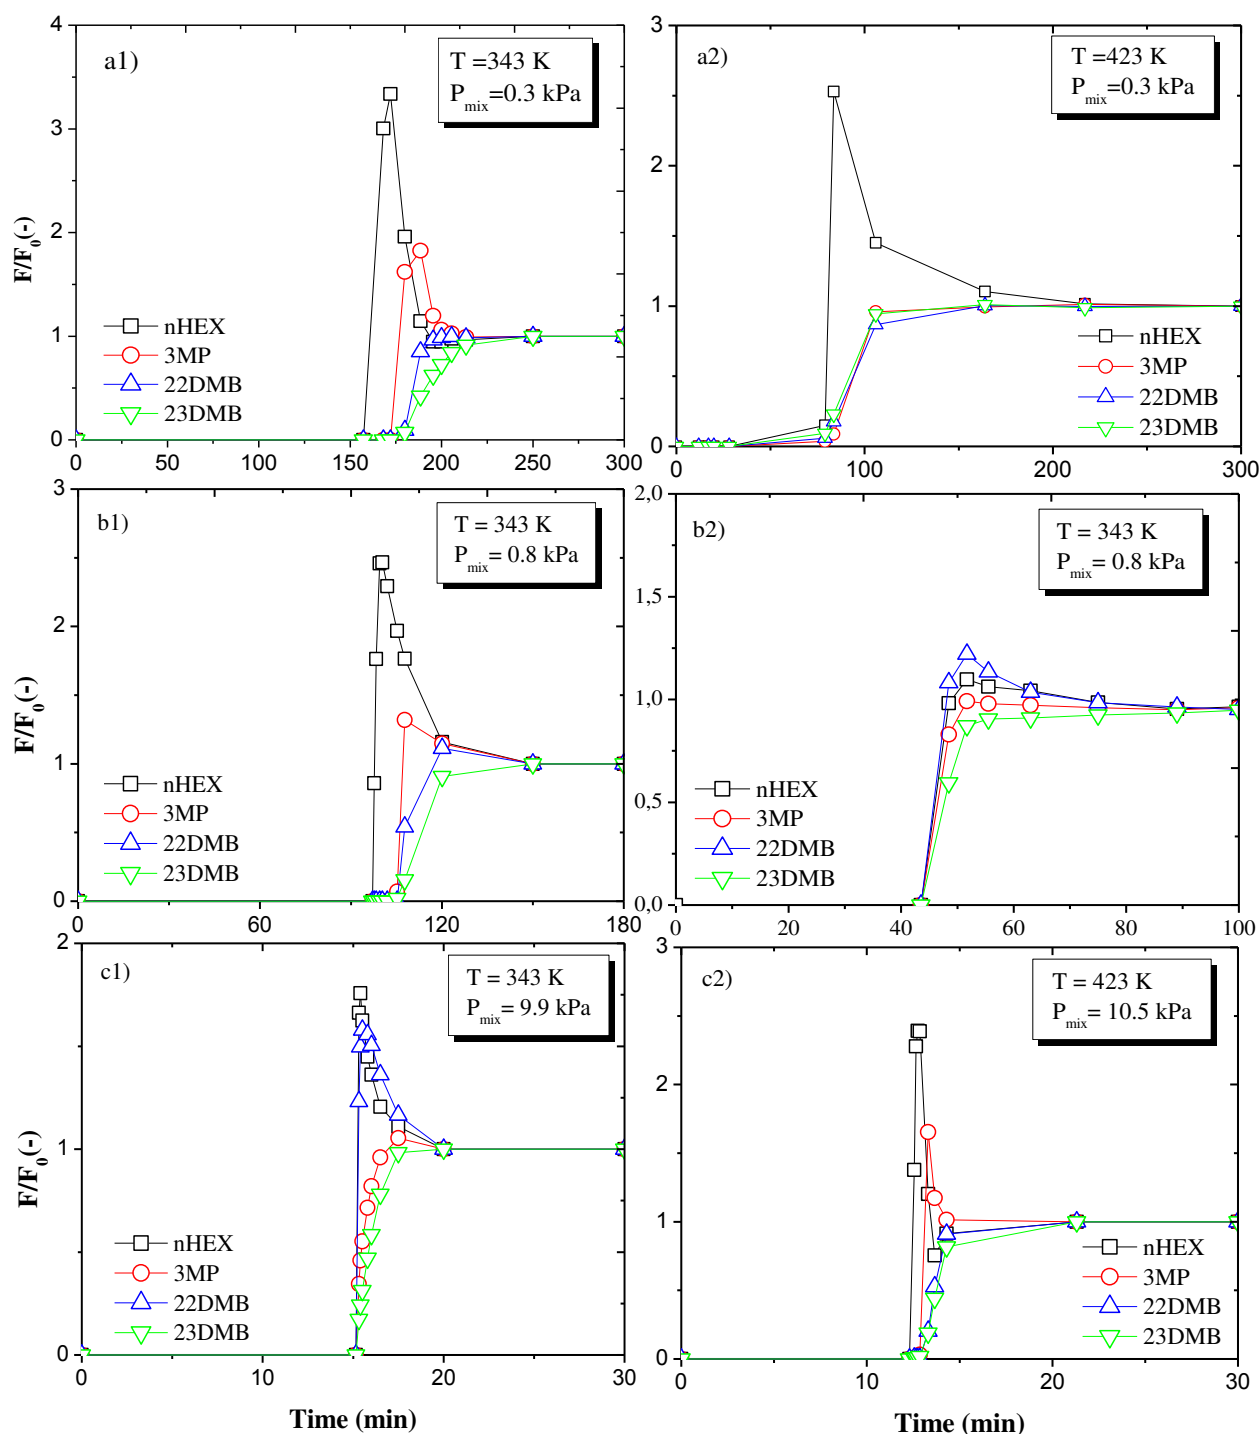 a1)
T =343 K
P_mix=0.3 kPa
4
3
2
1
0
F/F₀(-)
nHEX
3MP
22DMB
23DMB
0 50 100 150 200 250 300
a2)
T =423 K
P_mix=0.3 kPa
3
2
1
0
nHEX
3MP
22DMB
23DMB
0 100 200 300
b1)
T = 343 K
P_mix= 0.8 kPa
3
2
1
0
F/F₀(-)
nHEX
3MP
22DMB
23DMB
0 60 120 180
b2)
T = 343 K
P_mix= 0.8 kPa
2,0
1,5
1,0
0,5
0,0
nHEX
3MP
22DMB
23DMB
0 20 40 60 80 100
c1)
T = 343 K
P_mix= 9.9 kPa
2
1
0
F/F₀(-)
nHEX
3MP
22DMB
23DMB
0 10 20 30
Time (min)
c2)
T = 423 K
P_mix= 10.5 kPa
3
2
1
0
nHEX
3MP
22DMB
23DMB
0 10 20 30
Time (min)